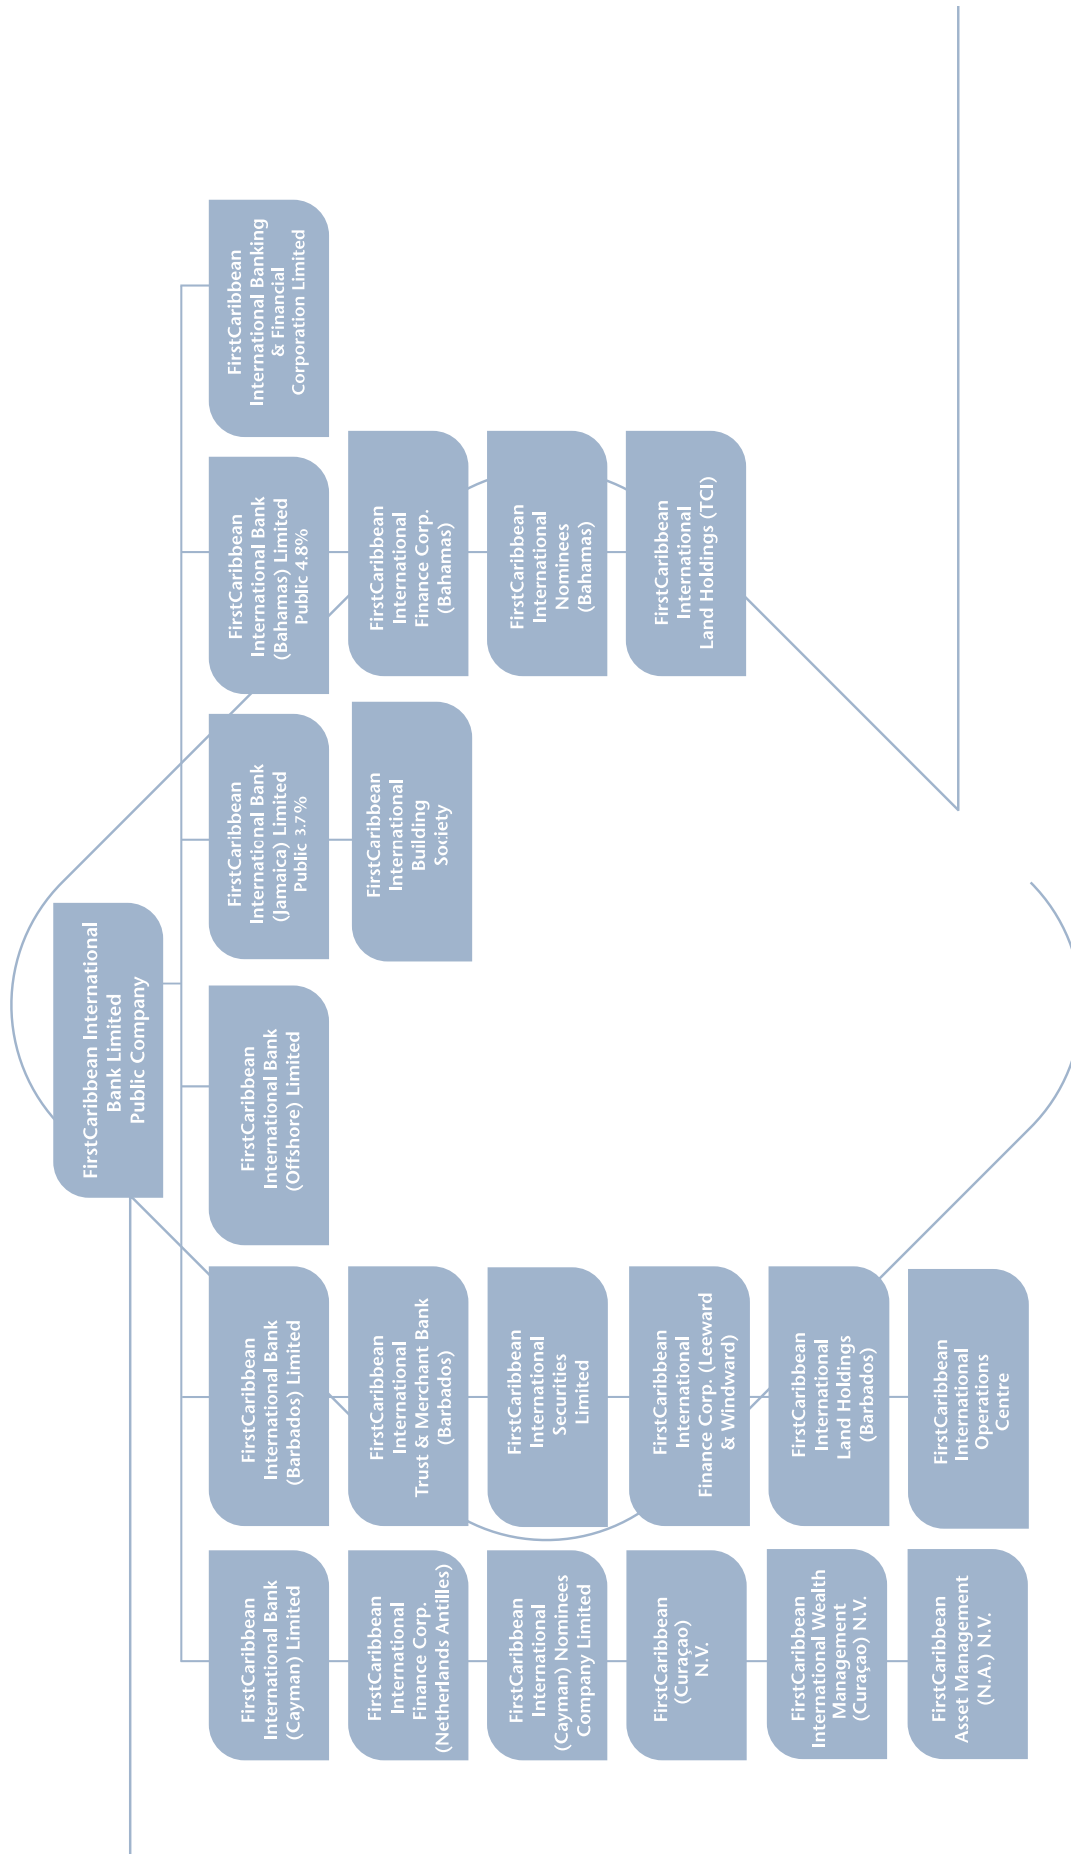 FirstCaribbean International
Bank Limited
Public Company
FirstCaribbean
International Bank
(Cayman) Limited
FirstCaribbean
International
Finance Corp.
(Netherlands Antilles)
FirstCaribbean
International
(Cayman) Nominees
Company Limited
FirstCaribbean
(Curaçao)
N.V.
FirstCaribbean
International Wealth
Management
(Curaçao) N.V.
FirstCaribbean
Asset Management
(N.A.) N.V.
FirstCaribbean
International Bank
(Barbados) Limited
FirstCaribbean
International
Trust & Merchant Bank
(Barbados)
FirstCaribbean
International
Securities
Limited
FirstCaribbean
International
Finance Corp. (Leeward
& Windward)
FirstCaribbean
International
Land Holdings
(Barbados)
FirstCaribbean
International
Operations
Centre
FirstCaribbean
International Bank
(Offshore) Limited
FirstCaribbean
International Bank
(Jamaica) Limited
Public 3.7%
FirstCaribbean
International
Building
Society
FirstCaribbean
International Bank
(Bahamas) Limited
Public 4.8%
FirstCaribbean
International
Finance Corp.
(Bahamas)
FirstCaribbean
International
Nominees
(Bahamas)
FirstCaribbean
International
Land Holdings (TCI)
FirstCaribbean
International Banking
& Financial
Corporation Limited